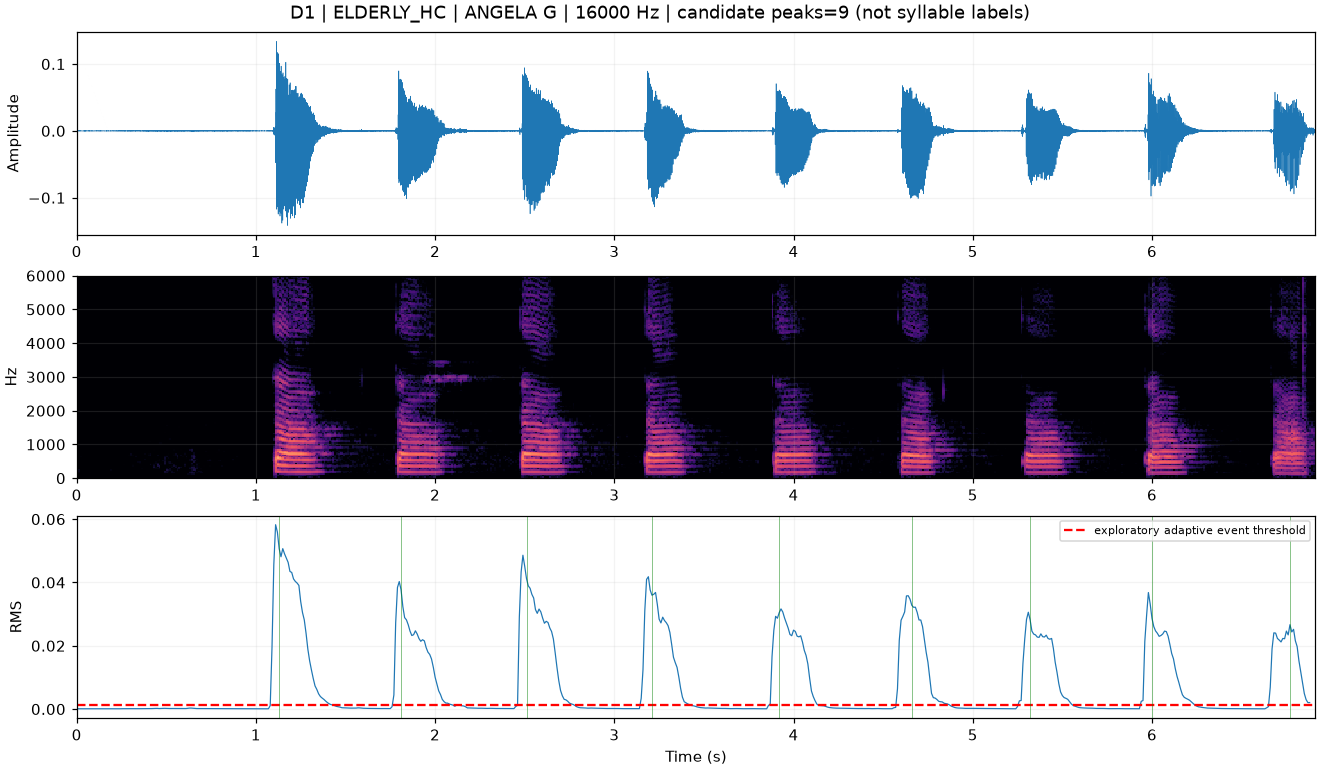 D1 | ELDERLY_HC | ANGELA G | 16000 Hz | candidate peaks=9 (not syllable labels)
0.1
0.0
−0.1
Amplitude
0 1 2 3 4 5 6
6000
5000
4000
3000
2000
1000
0
Hz
0 1 2 3 4 5 6
exploratory adaptive event threshold
0.06
0.04
0.02
0.00
RMS
0 1 2 3 4 5 6
Time (s)